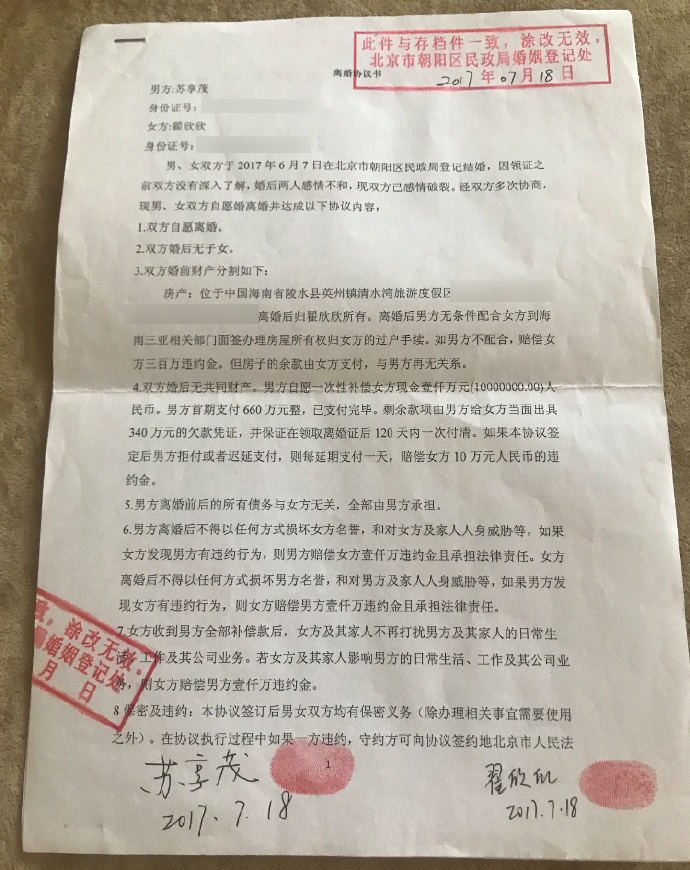 此件与存档件一致，涂改无效。
北京市朝阳区民政局婚姻登记处
2017年07月18日
离婚协议书
男方:苏享茂
身份证号:
女方:翟欣欣
身份证号:
男、女双方于2017年6月7日在北京市朝阳区民政局登记结婚，因领证之
前双方没有深入了解，婚后两人感情不和，现双方已感情破裂。经双方多次协商，
现男、女双方自愿离婚并达成以下协议内容：
1.双方自愿离婚。
2.双方婚后无子女。
3.双方婚前财产分割如下：
房产：位于中国海南省陵水县英州镇清水湾旅游度假区
离婚后归翟欣欣所有。离婚后男方无条件配合女方到海
南三亚相关部门面签办理房屋所有权归女方的过户手续。如男方不配合，赔偿女
方三百万违约金。但房子的余款由女方支付，与男方再无关系。
4.双方婚后无共同财产。男方自愿一次性补偿女方现金壹仟万元(10000000.00)人
民币。男方首期支付660万元整，已支付完毕。剩余款项由男方给女方当面出具
340万元的欠款凭证，并保证在领取离婚证后120天内一次付清。如果本协议签
定后男方拒付或者迟延支付，则每延期支付一天，赔偿女方10万元人民币的违
约金。
5.男方离婚前后的所有债务与女方无关，全部由男方承担。
6.男方离婚后不得以任何方式损坏女方名誉，和对女方及家人人身威胁等，如果
女方发现男方有违约行为，则男方赔偿女方壹仟万违约金且承担法律责任。女方
离婚后不得以任何方式损坏男方名誉，和对男方及家人人身威胁等，如果男方发
现女方有违约行为，则女方赔偿男方壹仟万违约金且承担法律责任。
7.女方收到男方全部补偿款后，女方及其家人不再打扰男方及其家人的日常生
活、工作及其公司业务。若女方及其家人影响男方的日常生活、工作及其公司业
务，则女方赔偿男方壹仟万违约金。
，涂改无效。
局婚姻登记处
月 日
8 保密及违约：本协议签订后男女双方均有保密义务（除办理相关事宜需要使用
之外）。在协议执行过程中如果一方违约，守约方可向协议签约地北京市人民法
1
苏享茂
2017.7.18
翟欣欣
2017.7.18